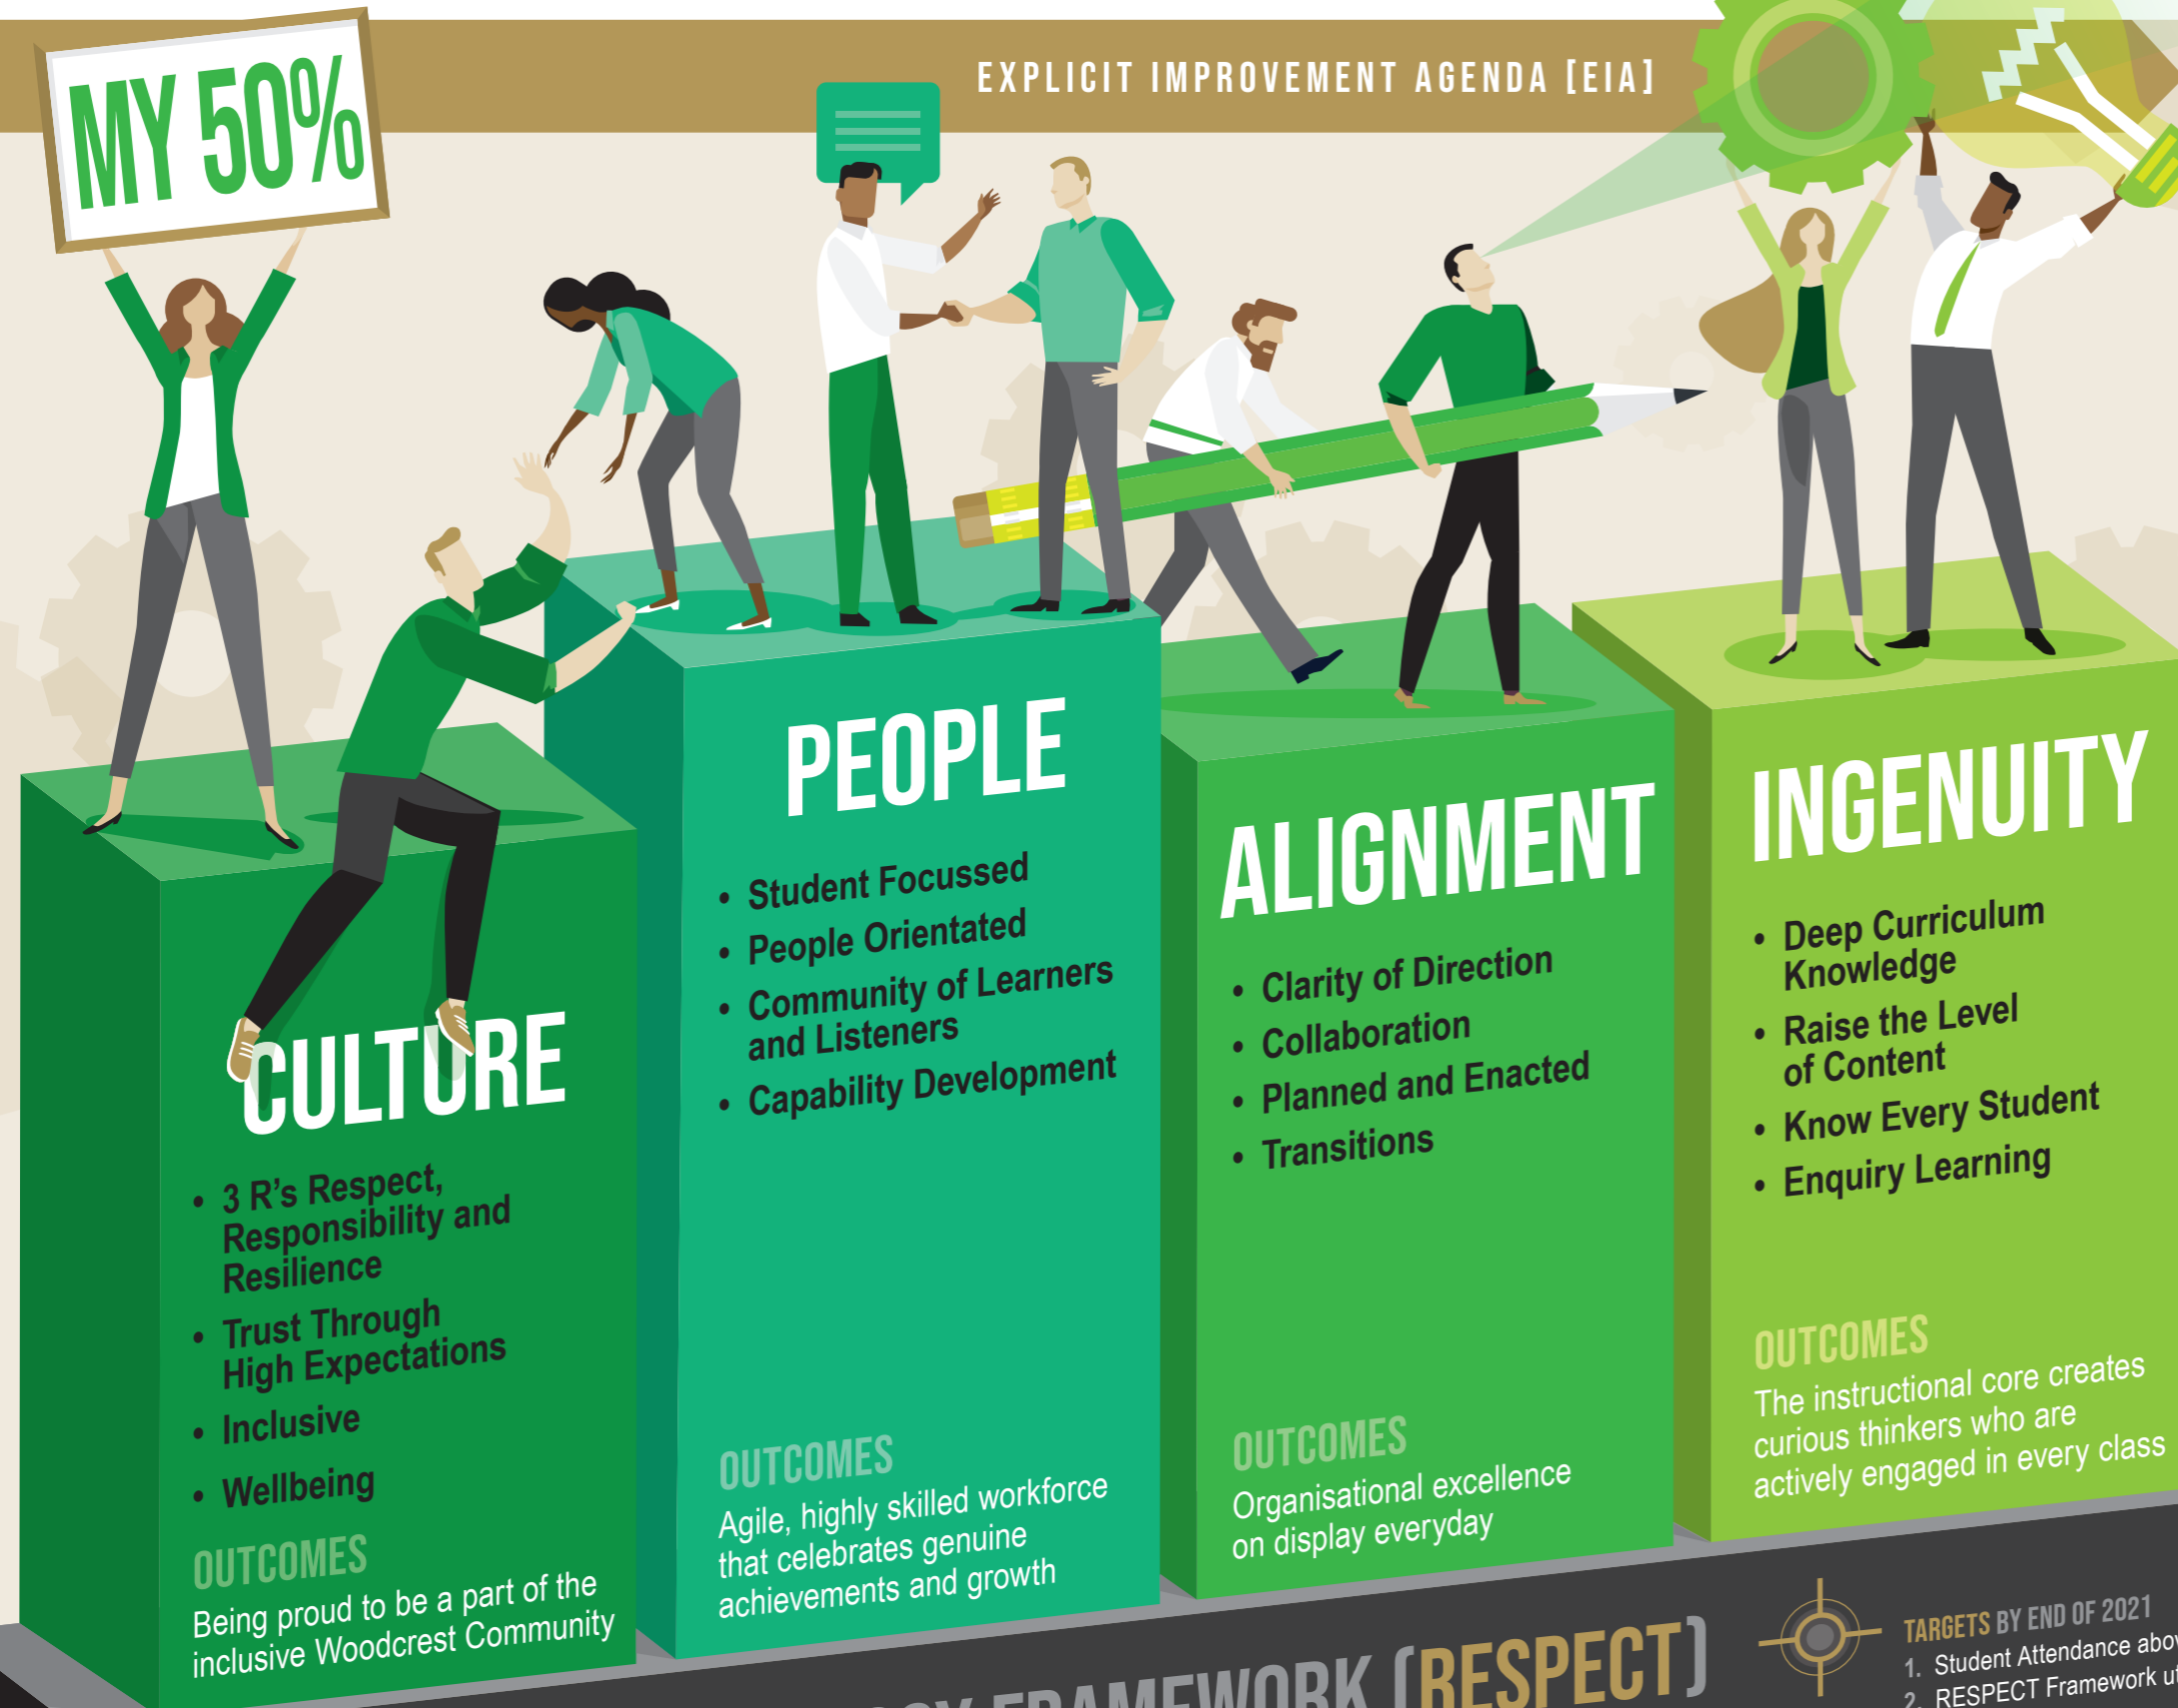 MY 50%
EXPLICIT IMPROVEMENT AGENDA [EIA]
CULTURE
• 3 R's Respect,
Responsibility and
Resilience
• Trust Through
High Expectations
• Inclusive
• Wellbeing
OUTCOMES
Being proud to be a part of the
inclusive Woodcrest Community
PEOPLE
• Student Focussed
• People Orientated
• Community of Learners
and Listeners
• Capability Development
OUTCOMES
Agile, highly skilled workforce
that celebrates genuine
achievements and growth
ALIGNMENT
• Clarity of Direction
• Collaboration
• Planned and Enacted
• Transitions
OUTCOMES
Organisational excellence
on display everyday
INGENUITY
• Deep Curriculum
Knowledge
• Raise the Level
of Content
• Know Every Student
• Enquiry Learning
OUTCOMES
The instructional core creates
curious thinkers who are
actively engaged in every class
FRAMEWORK (RESPECT)
TARGETS BY END OF 2021
1. Student Attendance
2. RESPECT Framework